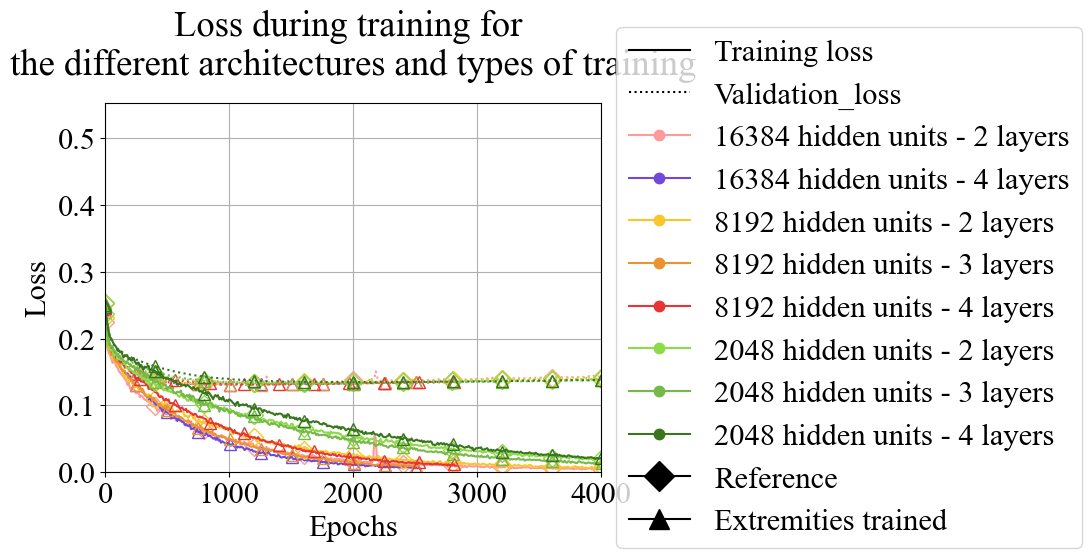 Loss during training for
the different architectures and types of training
Training loss
Validation_loss
16384 hidden units - 2 layers
16384 hidden units - 4 layers
8192 hidden units - 2 layers
8192 hidden units - 3 layers
8192 hidden units - 4 layers
2048 hidden units - 2 layers
2048 hidden units - 3 layers
2048 hidden units - 4 layers
Reference
Extremities trained
Loss
0.5
0.4
0.3
0.2
0.1
0.0
0 1000 2000 3000 4000
Epochs